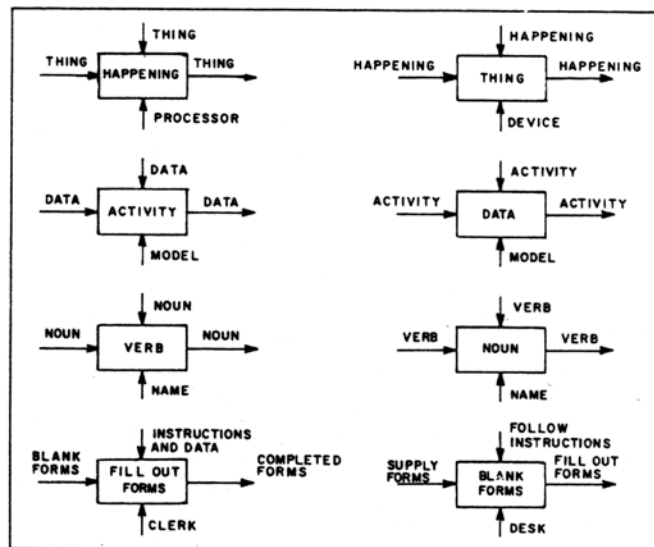 THING
THING
HAPPENING
THING
PROCESSOR
HAPPENING
HAPPENING
THING
HAPPENING
DEVICE
DATA
DATA
ACTIVITY
DATA
MODEL
ACTIVITY
ACTIVITY
DATA
ACTIVITY
MODEL
NOUN
NOUN
VERB
NOUN
NAME
VERB
VERB
NOUN
VERB
NAME
INSTRUCTIONS
AND DATA
BLANK
FORMS
FILL OUT
FORMS
COMPLETED
FORMS
CLERK
FOLLOW
INSTRUCTIONS
SUPPLY
FORMS
BLANK
FORMS
FILL OUT
FORMS
DESK